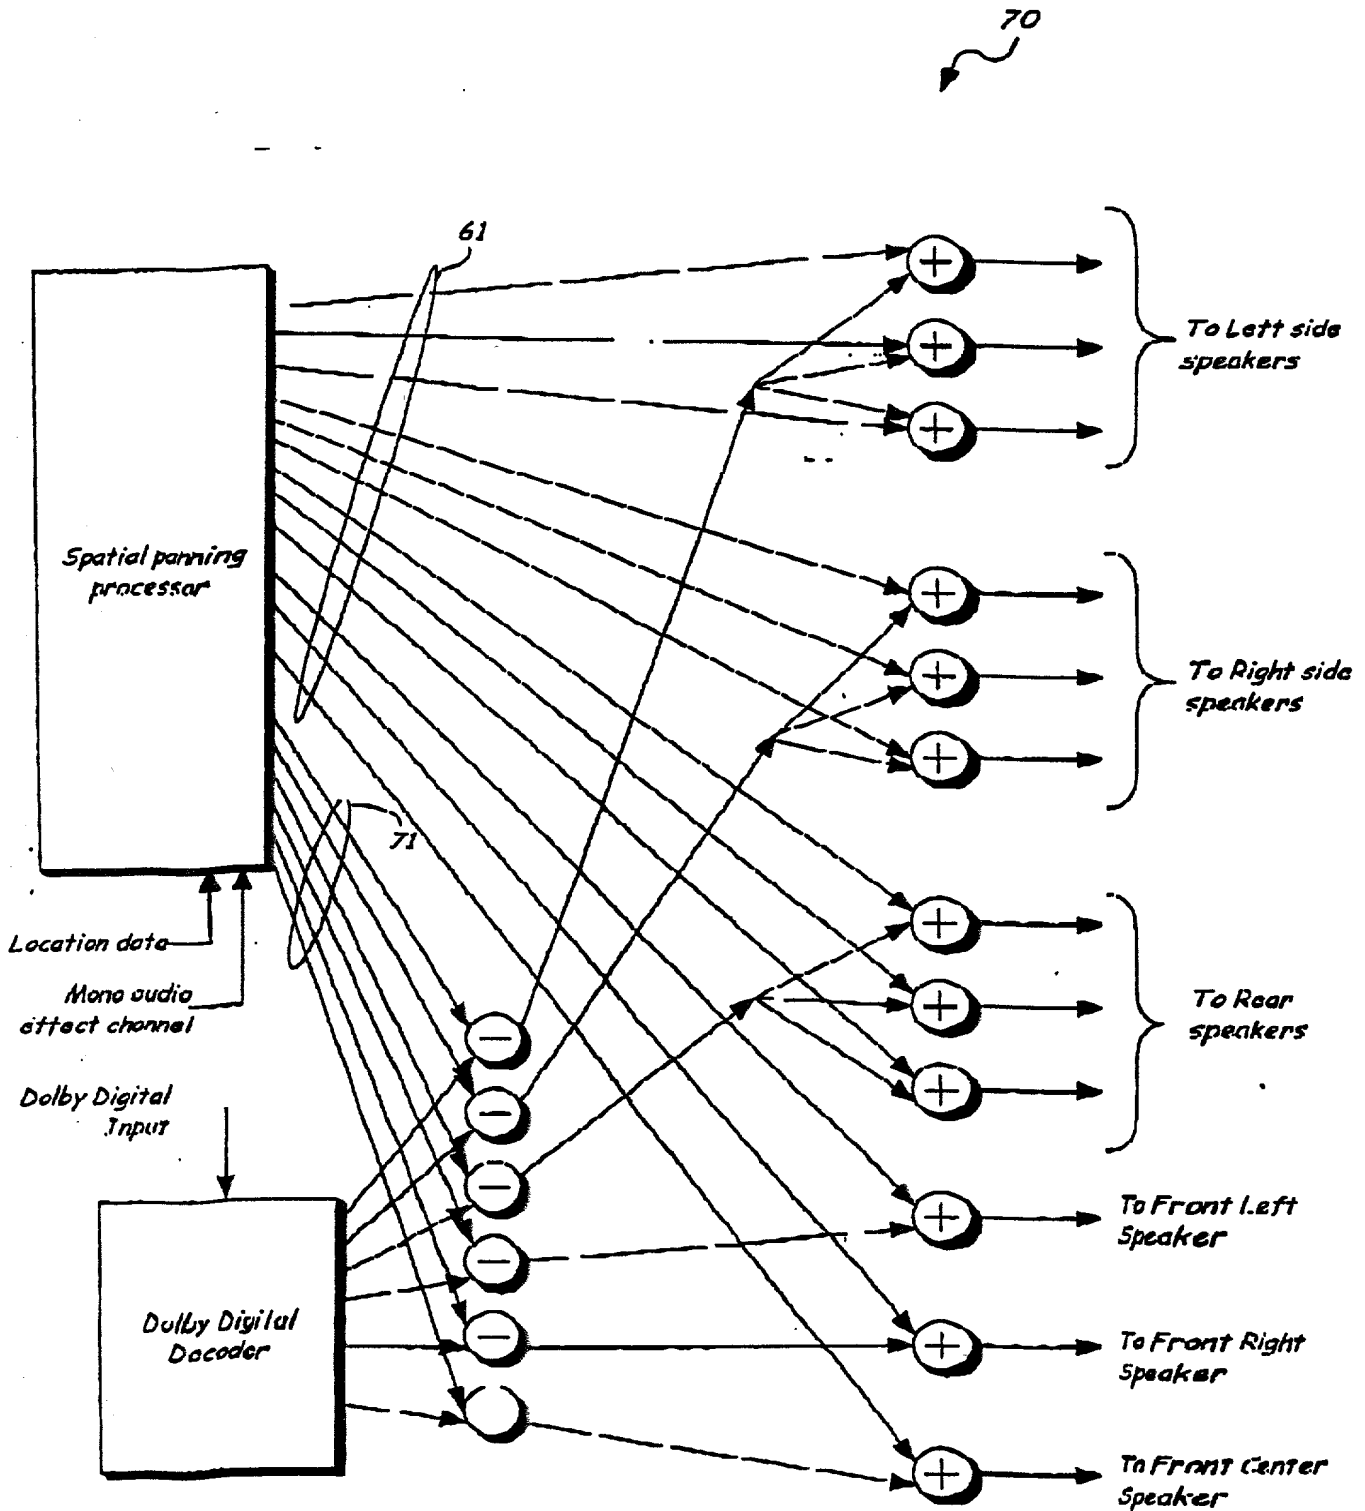 70
61
To Left side
speakers
Spatial panning
processor
To Right side
speakers
71
Location data
Mono audio
effect channel
To Rear
speakers
Dolby Digital
Input
To Front Left
Speaker
Dolby Digital
Decoder
To Front Right
Speaker
To Front Center
Speaker